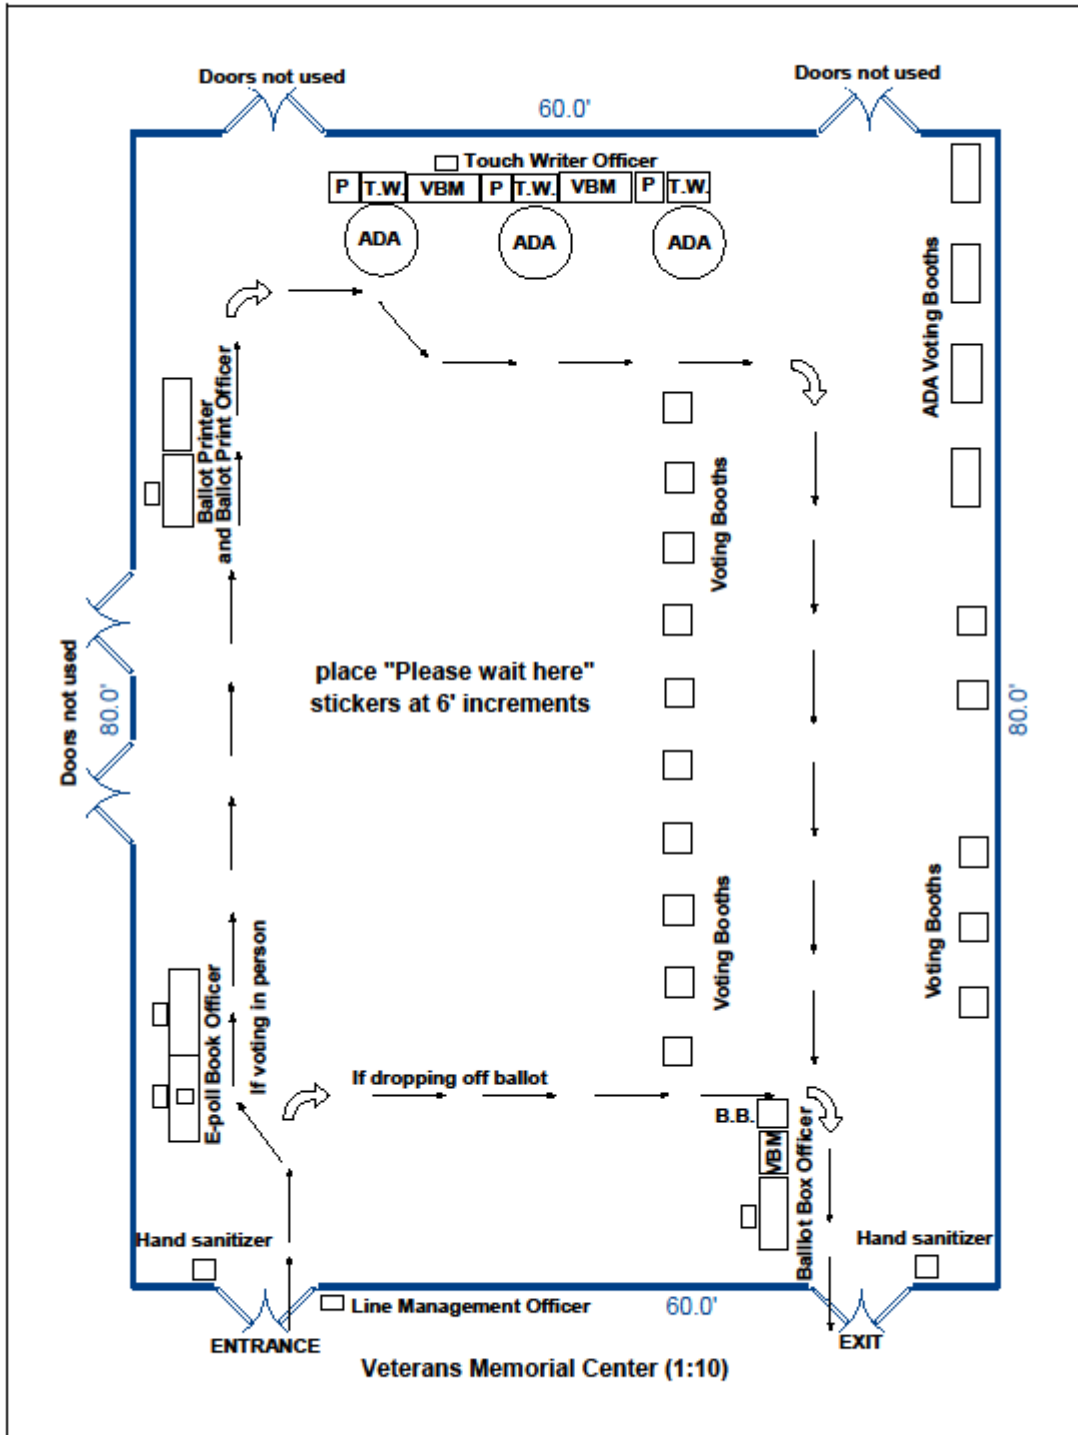 Doors not used
Doors not used
60.0'
Touch Writer Officer
P
T.W.
VBM
P
T.W.
VBM
P
T.W.
ADA
ADA
ADA
ADA Voting Booths
Ballot Printer
and Ballot Print Officer
Voting Booths
place "Please wait here"
stickers at 6' increments
Doors not used
80.0'
80.0'
Voting Booths
Voting Booths
E-poll Book Officer
If voting in person
If dropping off ballot
B.B.
VBM
Balllot Box Officer
Hand sanitizer
Hand sanitizer
Line Management Officer
60.0'
ENTRANCE
EXIT
Veterans Memorial Center (1:10)